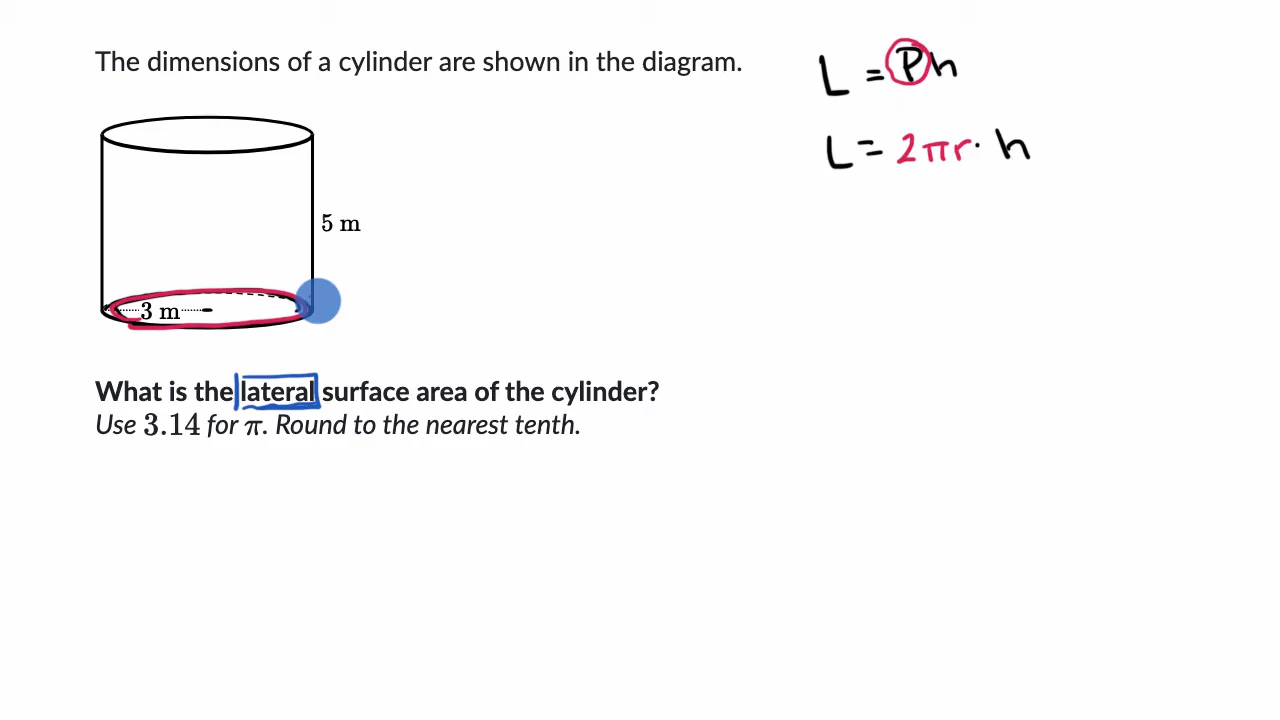 The dimensions of a cylinder are shown in the diagram.
L = Ph
L = 2πr · h
5 m
3 m
What is the lateral surface area of the cylinder?
Use 3.14 for π. Round to the nearest tenth.